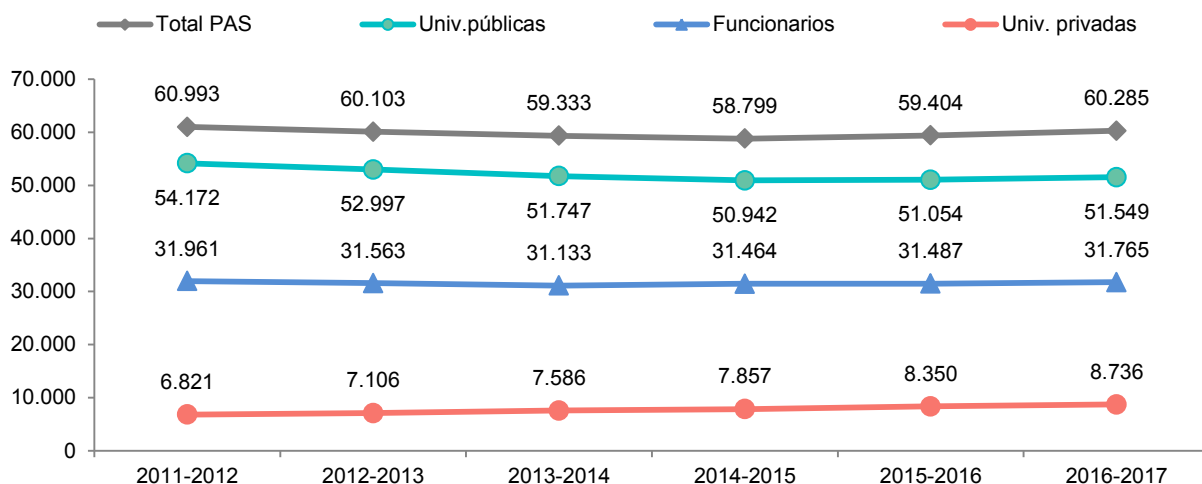 Total PAS Univ.públicas Funcionarios Univ. privadas
70.000
60.993 60.103 59.333 58.799 59.404 60.285
60.000
50.000
54.172 52.997 51.747 50.942 51.054 51.549
40.000
31.961 31.563 31.133 31.464 31.487 31.765
30.000
20.000
6.821 7.106 7.586 7.857 8.350 8.736
10.000
0
2011-2012 2012-2013 2013-2014 2014-2015 2015-2016 2016-2017